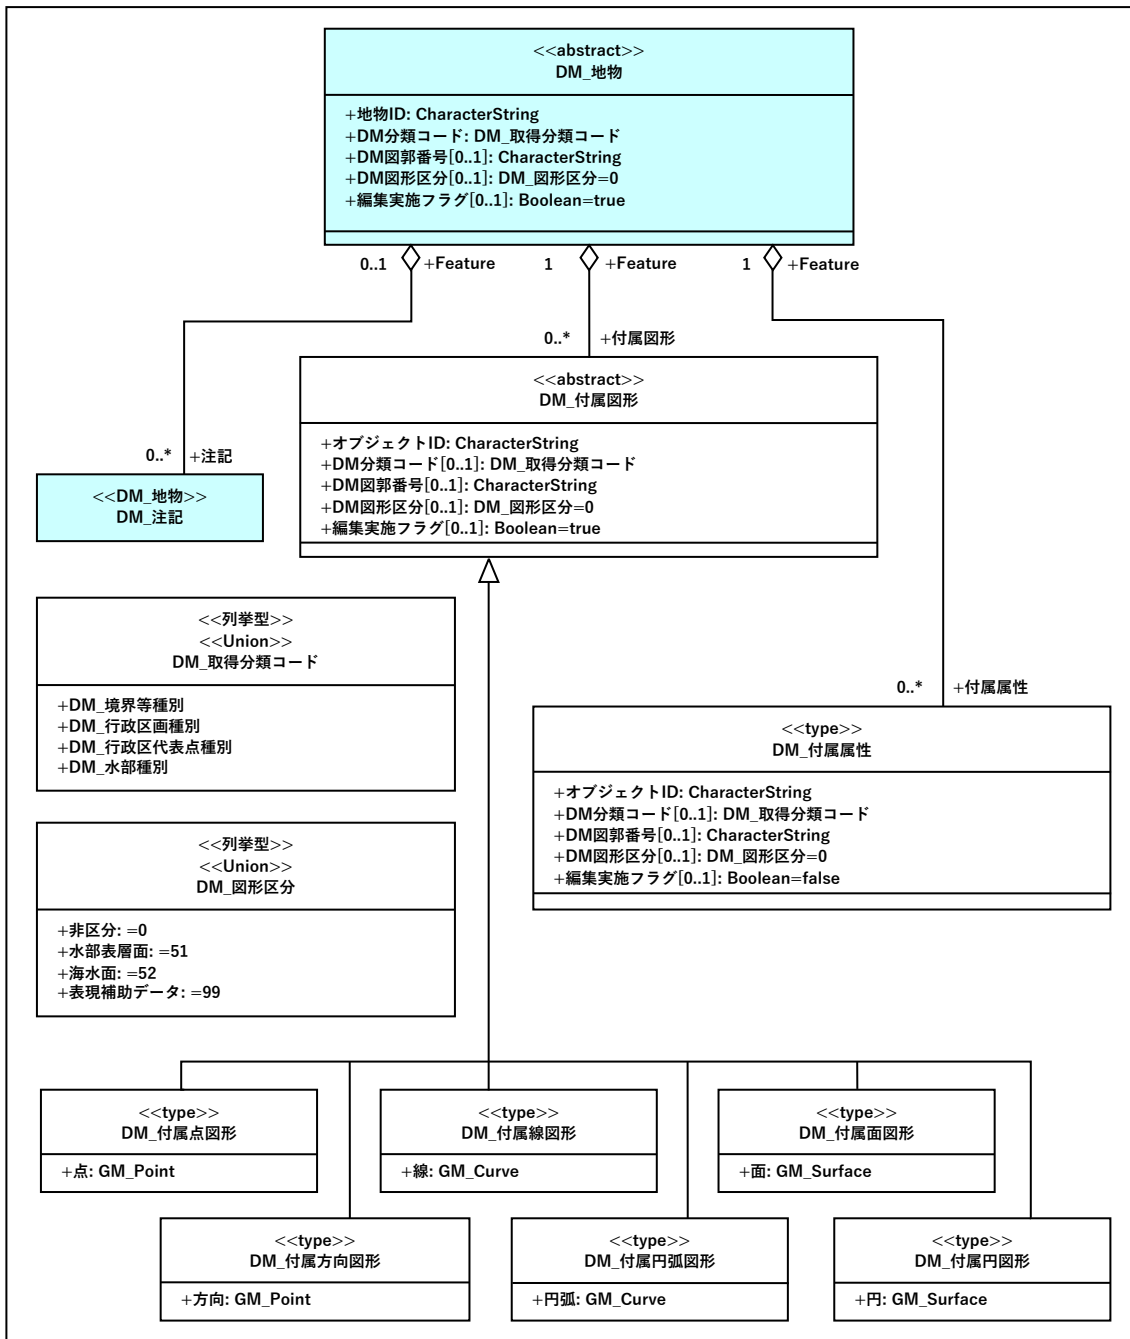 <<abstract>>
DM_地物
+地物ID: CharacterString
+DM分類コード: DM_取得分類コード
+DM図郭番号[0..1]: CharacterString
+DM図形区分[0..1]: DM_図形区分=0
+編集実施フラグ[0..1]: Boolean=true
0..1 +Feature 1 +Feature 1 +Feature
0..* +付属図形
<<abstract>>
DM_付属図形
+オブジェクトID: CharacterString
+DM分類コード[0..1]: DM_取得分類コード
+DM図郭番号[0..1]: CharacterString
+DM図形区分[0..1]: DM_図形区分=0
+編集実施フラグ[0..1]: Boolean=true
0..* +注記
<<DM_地物>>
DM_注記
<<列挙型>>
<<Union>>
DM_取得分類コード
+DM_境界等種別
+DM_行政区画種別
+DM_行政区代表点種別
+DM_水部種別
0..* +付属属性
<<type>>
DM_付属属性
+オブジェクトID: CharacterString
+DM分類コード[0..1]: DM_取得分類コード
+DM図郭番号[0..1]: CharacterString
+DM図形区分[0..1]: DM_図形区分=0
+編集実施フラグ[0..1]: Boolean=false
<<列挙型>>
<<Union>>
DM_図形区分
+非区分: =0
+水部表層面: =51
+海水面: =52
+表現補助データ: =99
<<type>>
DM_付属点図形
+点: GM_Point
<<type>>
DM_付属線図形
+線: GM_Curve
<<type>>
DM_付属面図形
+面: GM_Surface
<<type>>
DM_付属方向図形
+方向: GM_Point
<<type>>
DM_付属円弧図形
+円弧: GM_Curve
<<type>>
DM_付属円図形
+円: GM_Surface